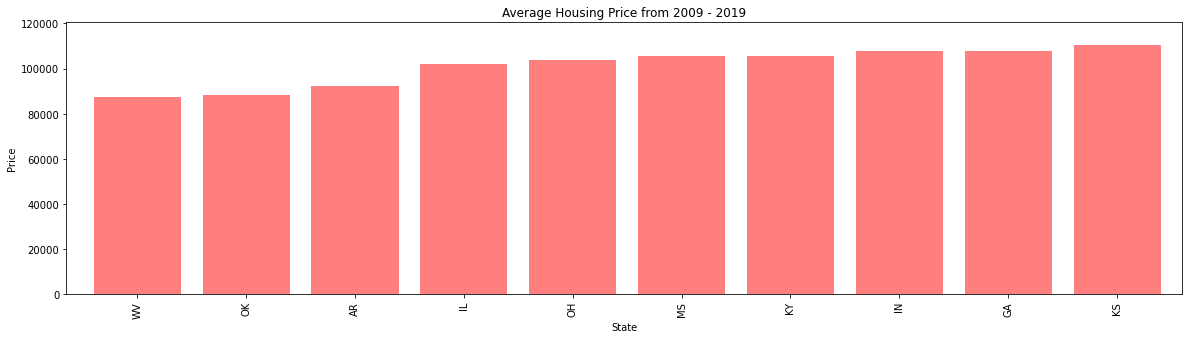 Average Housing Price from 2009 - 2019
120000
100000
80000
60000
40000
20000
0
Price
WV OK AR IL OH MS KY IN GA KS
State